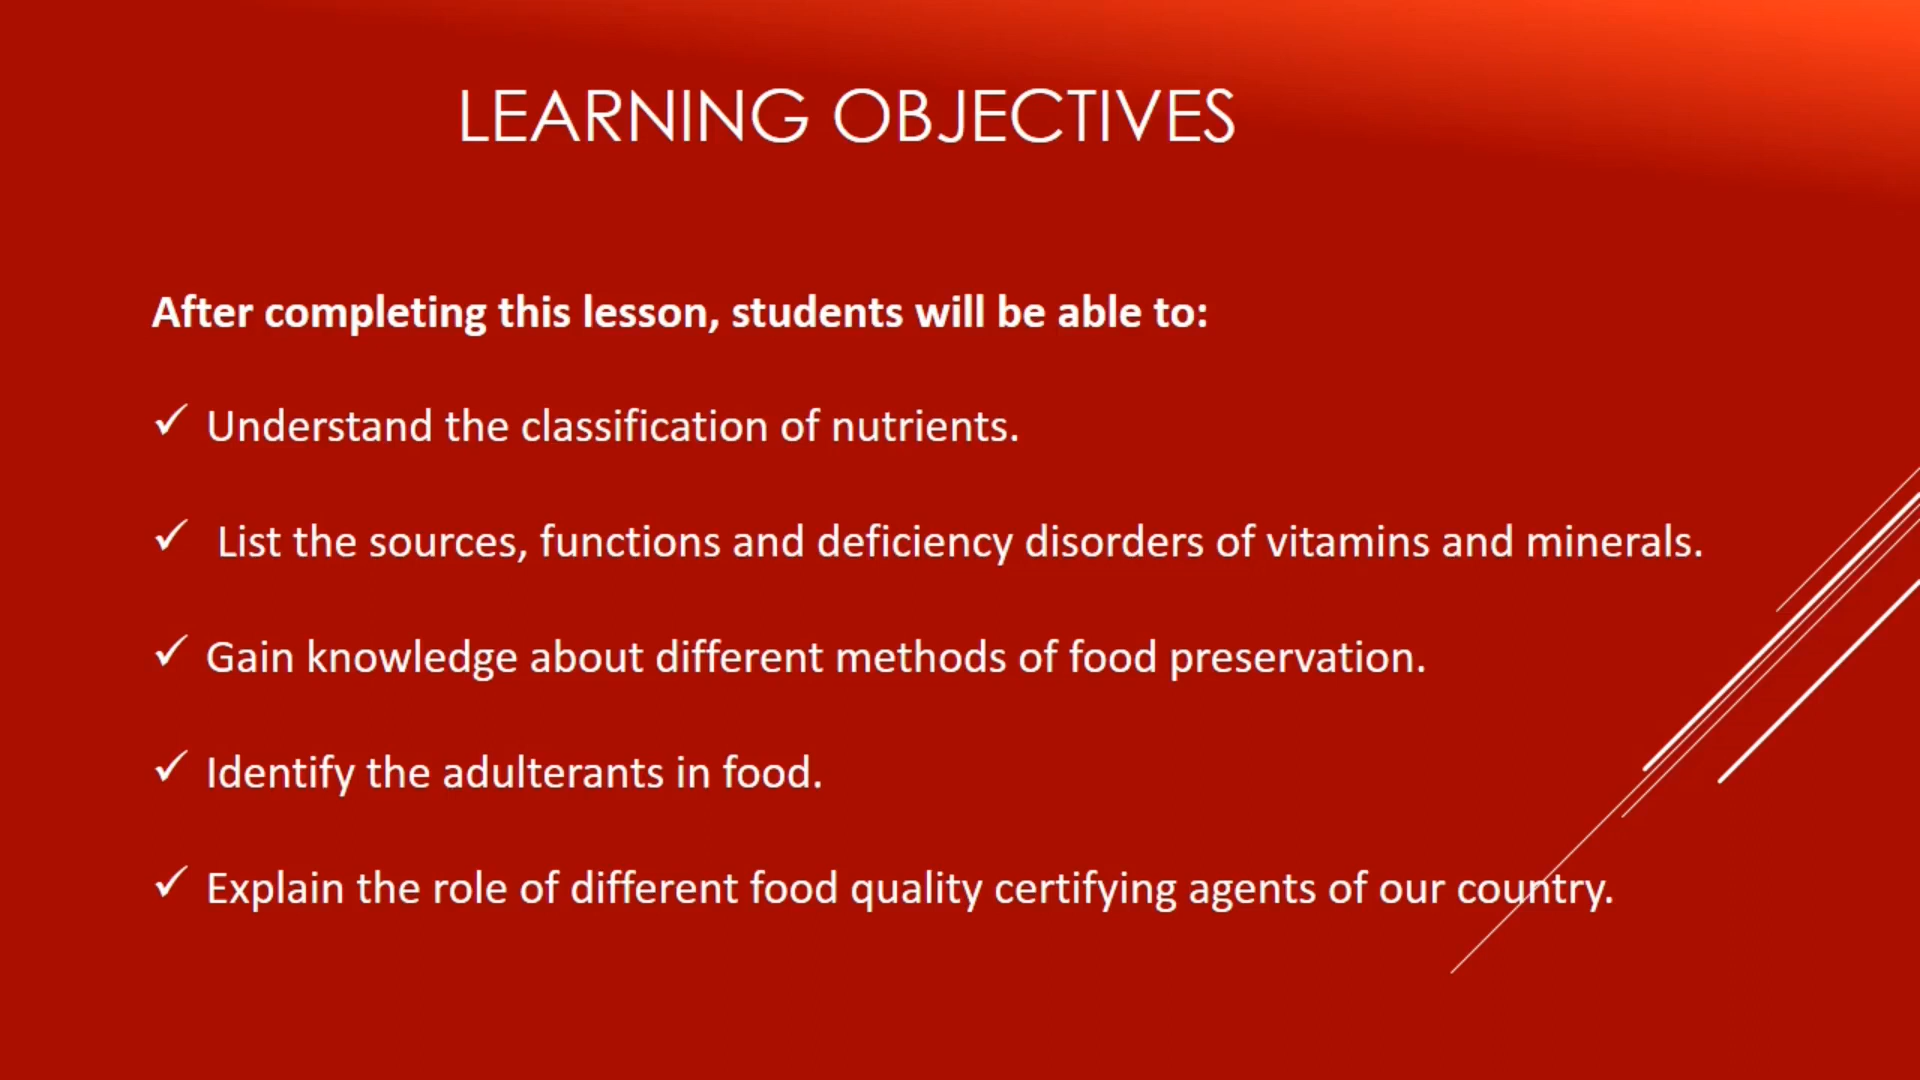 LEARNING OBJECTIVES
After completing this lesson, students will be able to:
✓ Understand the classification of nutrients.
✓ List the sources, functions and deficiency disorders of vitamins and minerals.
✓ Gain knowledge about different methods of food preservation.
✓ Identify the adulterants in food.
✓ Explain the role of different food quality certifying agents of our country.